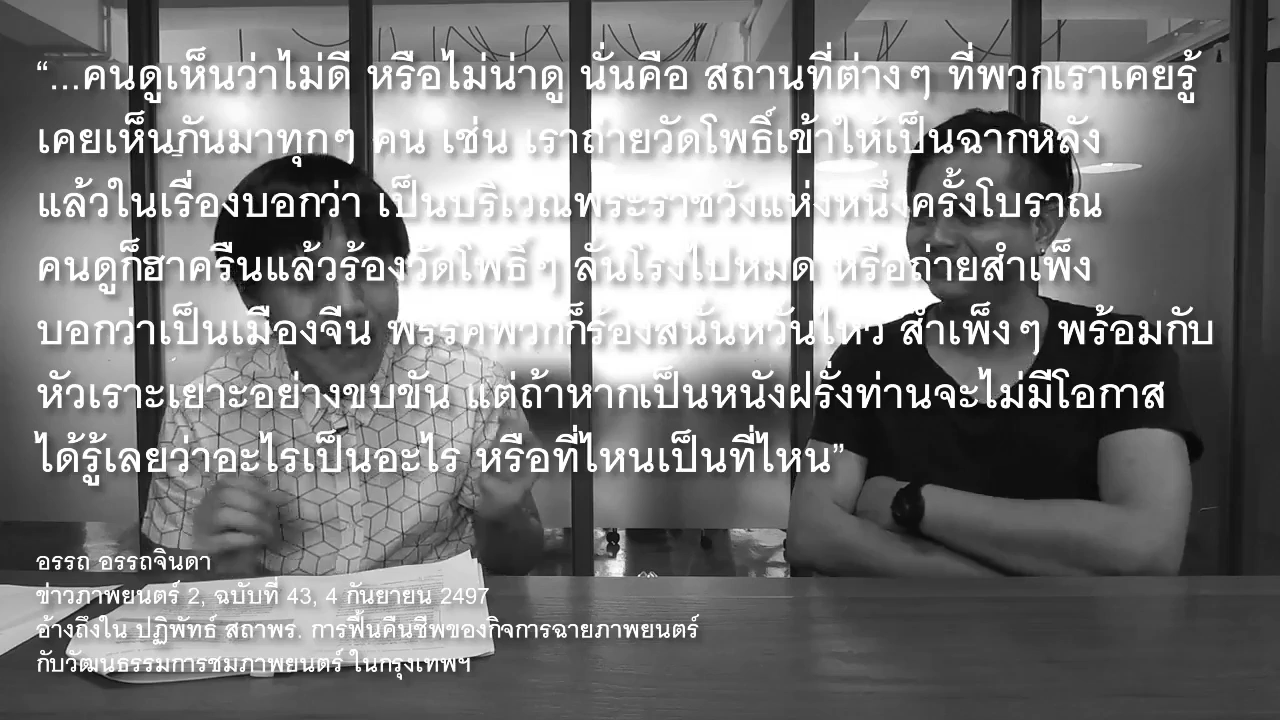 “...คนดูเห็นว่าไม่ดี หรือไม่น่าดู นั่นคือ สถานที่ต่างๆ ที่พวกเราเคยรู้
เคยเห็นกันมาทุกๆ คน เช่น เราถ่ายวัดโพธิ์เข้าให้เป็นฉากหลัง
แล้วในเรื่องบอกว่า เป็นบริเวณพระราชวังแห่งหนึ่งครั้งโบราณ
คนดูก็ฮาครืนแล้วร้องวัดโพธิ์ๆ ลั่นโรงไปหมด หรือถ่ายสำเพ็ง
บอกว่าเป็นเมืองจีน พรรคพวกก็ร้องสนั่นหวั่นไหว สำเพ็งๆ พร้อมกับ
หัวเราะเยาะอย่างขบขัน แต่ถ้าหากเป็นหนังฝรั่งท่านจะไม่มีโอกาส
ได้รู้เลยว่าอะไรเป็นอะไร หรือที่ไหนเป็นที่ไหน”
อรรถ อรรถจินดา
ข่าวภาพยนตร์ 2, ฉบับที่ 43, 4 กันยายน 2497
อ้างถึงใน ปฏิพัทธ์ สถาพร. การฟื้นคืนชีพของกิจการฉายภาพยนตร์
กับวัฒนธรรมการชมภาพยนตร์ ในกรุงเทพฯ